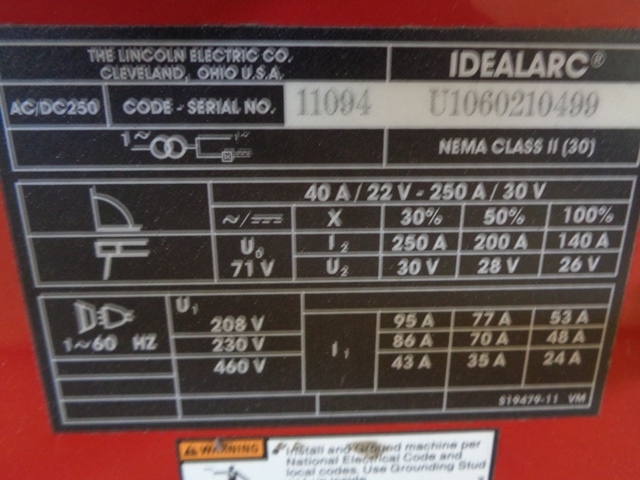 THE LINCOLN ELECTRIC CO.
CLEVELAND, OHIO U.S.A.
IDEALARC®
AC/DC250 CODE - SERIAL NO. 11094 U1060210499
1~ 1~
NEMA CLASS II (30)
40 A / 22 V - 250 A / 30 V
~/⎓ X 30% 50% 100%
U0 I2 250 A 200 A 140 A
71 V U2 30 V 28 V 26 V
U1
208 V 95 A 77 A 53 A
1~60 HZ 230 V I1 86 A 70 A 48 A
460 V 43 A 35 A 24 A
S19479-11 VM
WARNING
Install and Ground machine per
National Electrical Code and
local codes. Use Grounding Stud